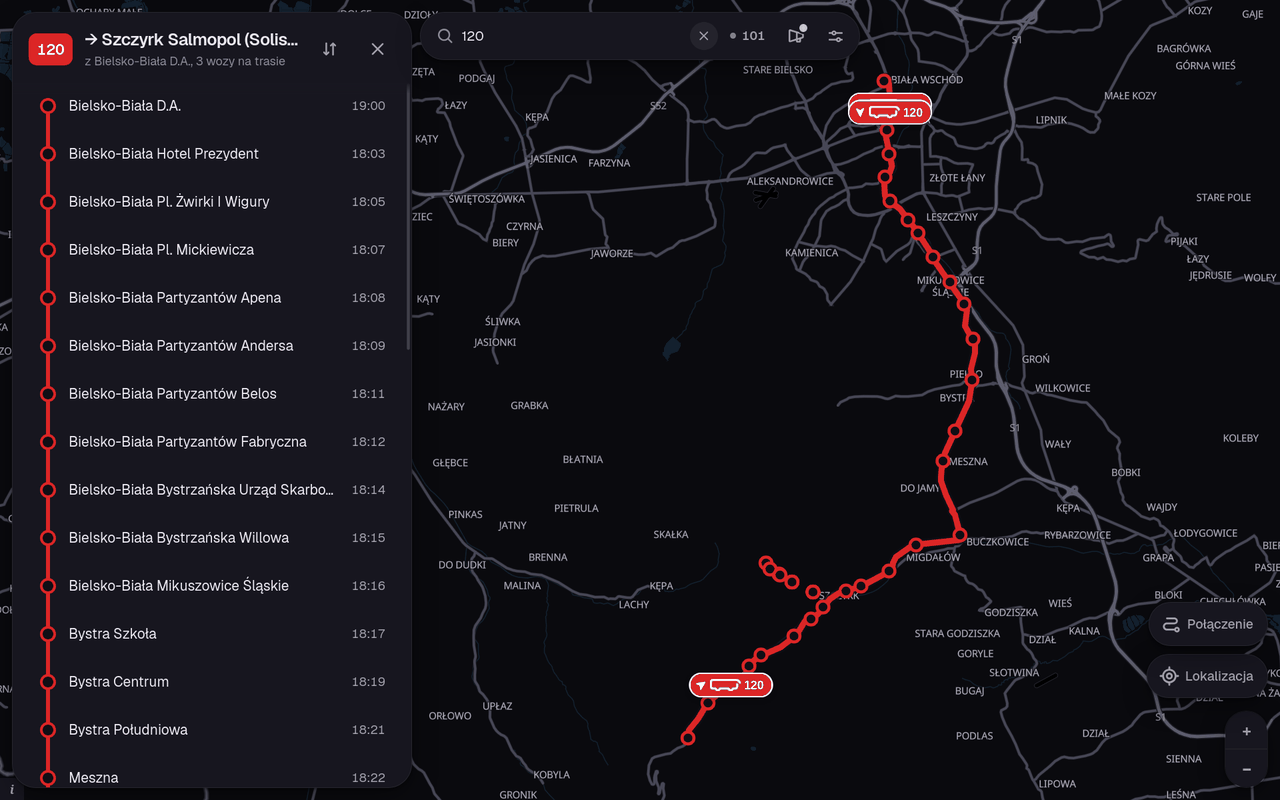 120
→ Szczyrk Salmopol (Solis...
z Bielsko-Biała D.A., 3 wozy na trasie
Bielsko-Biała D.A. 19:00
Bielsko-Biała Hotel Prezydent 18:03
Bielsko-Biała Pl. Żwirki I Wigury 18:05
Bielsko-Biała Pl. Mickiewicza 18:07
Bielsko-Biała Partyzantów Apena 18:08
Bielsko-Biała Partyzantów Andersa 18:09
Bielsko-Biała Partyzantów Belos 18:11
Bielsko-Biała Partyzantów Fabryczna 18:12
Bielsko-Biała Bystrzańska Urząd Skarbo... 18:14
Bielsko-Biała Bystrzańska Willowa 18:15
Bielsko-Biała Mikuszowice Śląskie 18:16
Bystra Szkoła 18:17
Bystra Centrum 18:19
Bystra Południowa 18:21
Meszna 18:22
i
120
101
KOZY
GAJE
S1
BAGRÓWKA
GÓRNA WIEŚ
STARE BIELSKO
BIAŁA WSCHÓD
PODGAJ
MAŁE KOZY
ŁAZY
S52
120
KĘPA
LIPNIK
KĄTY
JASIENICA
FARZYNA
ALEKSANDROWICE
ZŁOTE ŁANY
ŚWIĘTOSZÓWKA
STARE POLE
LESZCZYNY
CZYRNA
BIERY
PIJAKI
JAWORZE
KAMIENICA
S1
ŁAZY
JĘDRUSIE
WOLFY
KĄTY
ŚLIWKA
JASIONKI
GROŃ
WILKOWICE
NAŻARY
GRABKA
S1
KOLEBY
WAŁY
GŁĘBCE
BŁATNIA
MESZNA
BOBKI
DO JAMY
PINKAS
PIETRULA
KĘPA
WAJDY
JATNY
SKAŁKA
BUCZKOWICE
RYBARZOWICE
ŁODYGOWICE
BRENNA
MIGDAŁÓW
GRAPA
DO DUDKI
MALINA
KĘPA
LACHY
BLOKI
WIEŚ
GODZISKA
STARA GODZISKA
KALNA
DZIAŁ
Połączenie
GORYLE
SŁOTWINA
120
BUGAJ
Lokalizacja
UPŁAZ
ORŁOWO
S1
PODLAS
DZIAŁ
+
SIENNA
−
KOBYLA
LIPOWA
GRONIK
LEŚNA